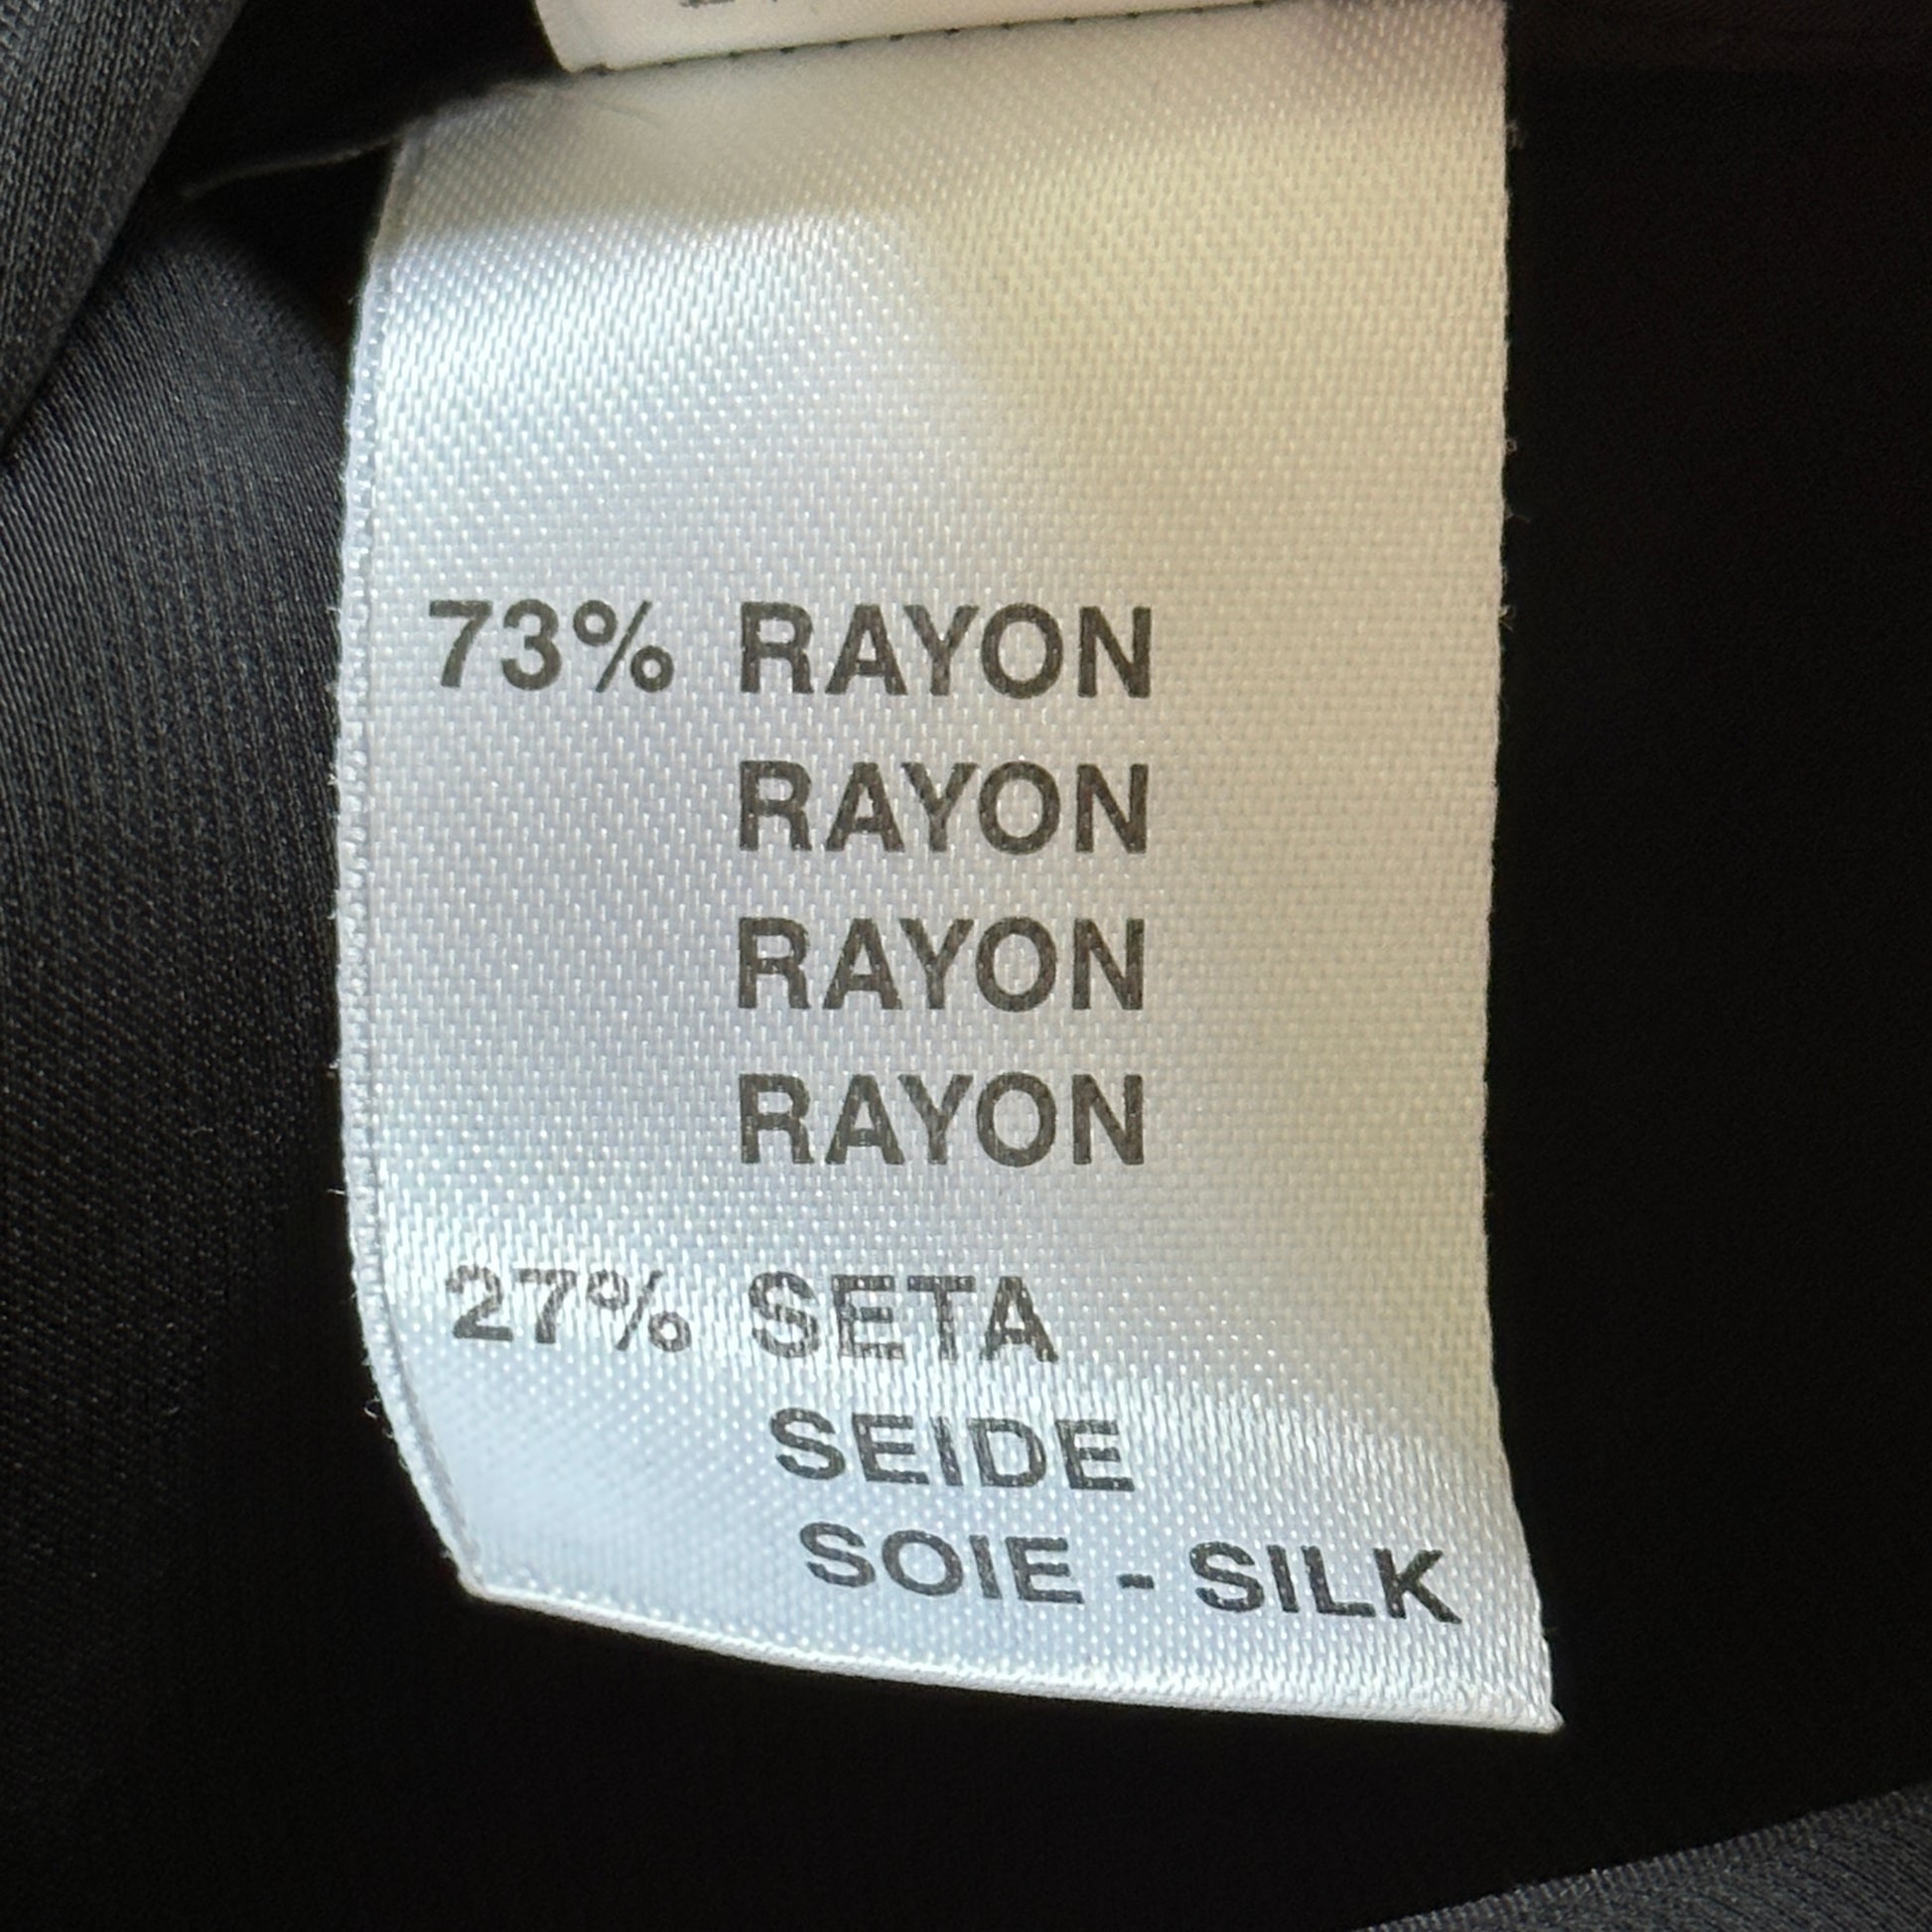 73% RAYON
RAYON
RAYON
RAYON
27% SETA
SEIDE
SOIE - SILK